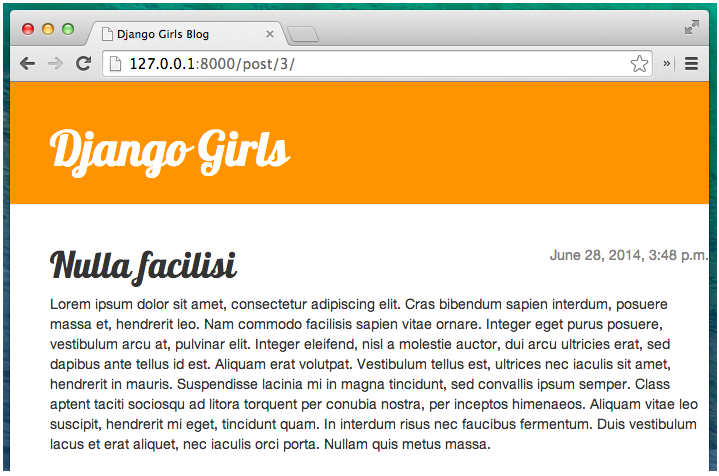 Django Girls Blog
127.0.0.1:8000/post/3/
»
Django Girls
Nulla facilisi
June 28, 2014, 3:48 p.m.
Lorem ipsum dolor sit amet, consectetur adipiscing elit. Cras bibendum sapien interdum, posuere
massa et, hendrerit leo. Nam commodo facilisis sapien vitae ornare. Integer eget purus posuere,
vestibulum arcu at, pulvinar elit. Integer eleifend, nisl a molestie auctor, dui arcu ultricies erat, sed
dapibus ante tellus id est. Aliquam erat volutpat. Vestibulum tellus est, ultrices nec iaculis sit amet,
hendrerit in mauris. Suspendisse lacinia mi in magna tincidunt, sed convallis ipsum semper. Class
aptent taciti sociosqu ad litora torquent per conubia nostra, per inceptos himenaeos. Aliquam vitae leo
suscipit, hendrerit mi eget, tincidunt quam. In interdum risus nec faucibus fermentum. Duis vestibulum
lacus et erat aliquet, nec iaculis orci porta. Nullam quis metus massa.